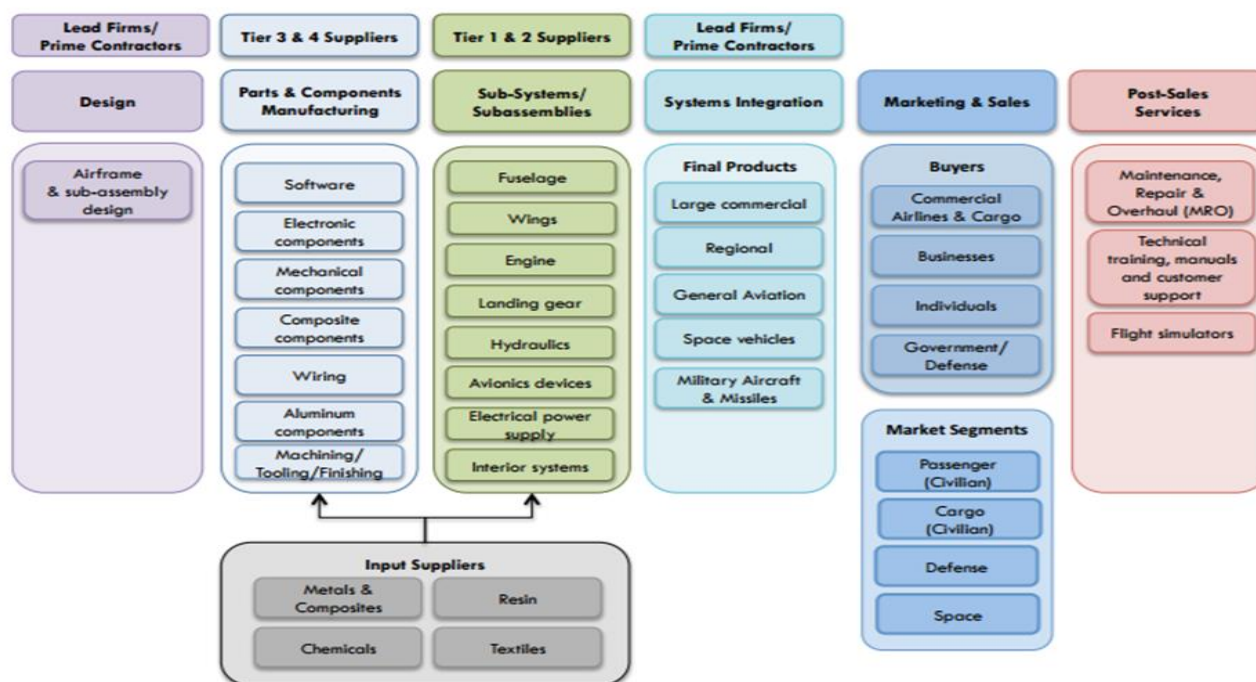 Lead Firms/
Prime Contractors
Tier 3 & 4 Suppliers
Tier 1 & 2 Suppliers
Lead Firms/
Prime Contractors
Design
Parts & Components
Manufacturing
Sub-Systems/
Subassemblies
Systems Integration
Marketing & Sales
Post-Sales
Services
Airframe
& sub-assembly
design
Software
Electronic
components
Mechanical
components
Composite
components
Wiring
Aluminum
components
Machining/
Tooling/Finishing
Fuselage
Wings
Engine
Landing gear
Hydraulics
Avionics devices
Electrical power
supply
Interior systems
Final Products
Large commercial
Regional
General Aviation
Space vehicles
Military Aircraft
& Missiles
Buyers
Commercial
Airlines & Cargo
Businesses
Individuals
Government/
Defense
Market Segments
Passenger
(Civilian)
Cargo
(Civilian)
Defense
Space
Maintenance,
Repair &
Overhaul (MRO)
Technical
training, manuals
and customer
support
Flight simulators
Input Suppliers
Metals &
Composites
Resin
Chemicals
Textiles